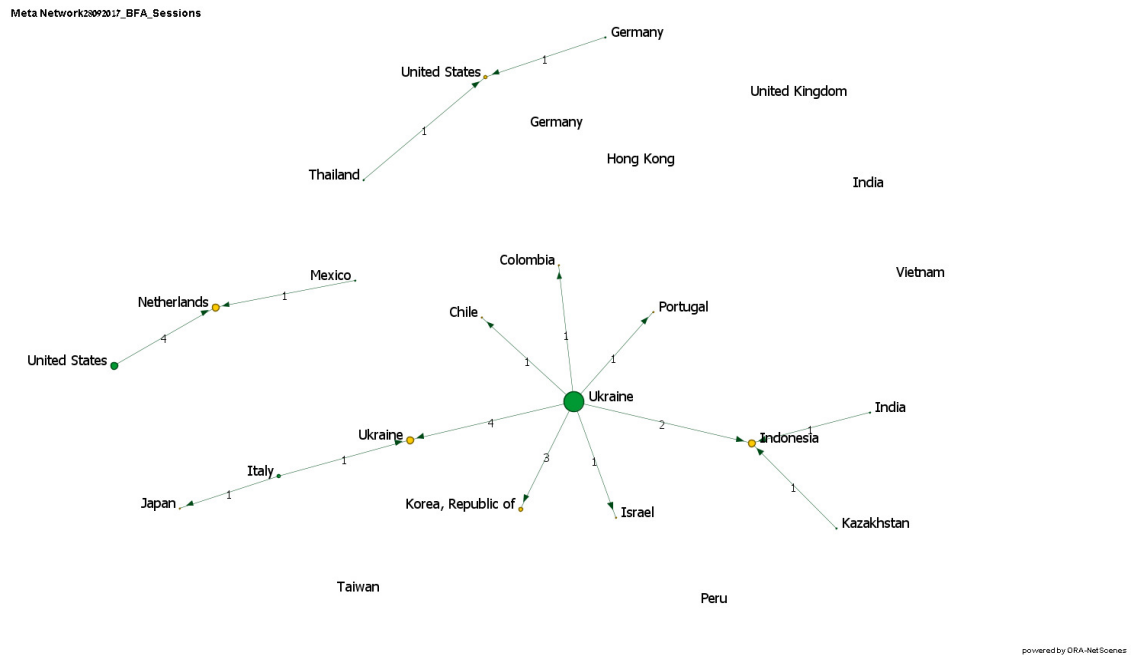 Meta Network28092017_BFA_Sessions
Germany
1
United States
United Kingdom
Germany
1
Hong Kong
Thailand
India
Colombia
Vietnam
Mexico
1
Netherlands
Portugal
Chile
1
4
1
1
United States
Ukraine
India
4
2
1
Ukraine
Indonesia
1
3
1
Italy
1
1
Japan
Korea, Republic of
Israel
Kazakhstan
Taiwan
Peru
powered by ORA-NetScenes